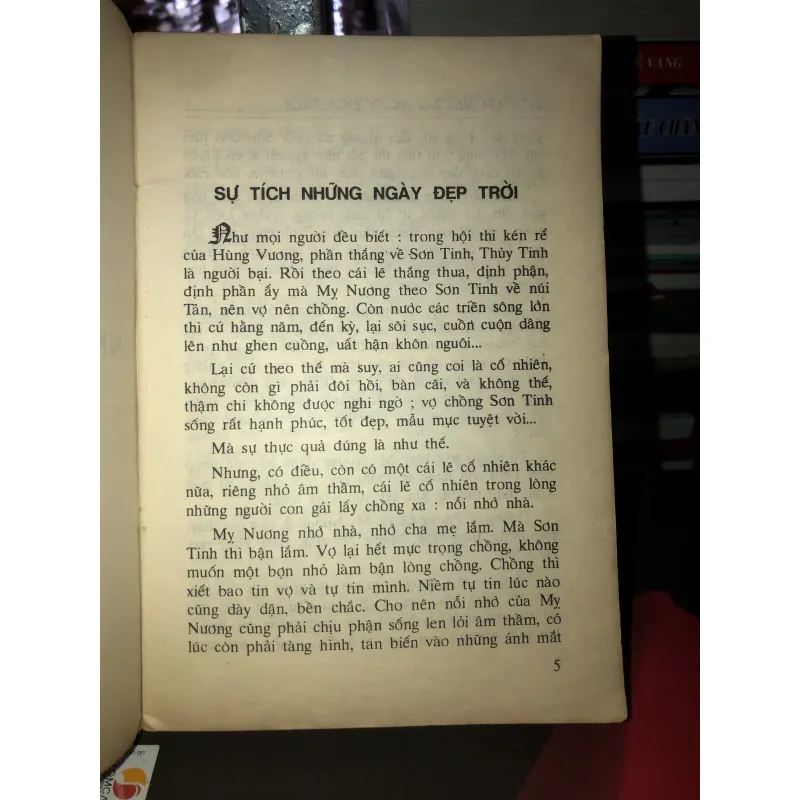 SỰ TÍCH NHỮNG NGÀY ĐẸP TRỜI
Như mọi người đều biết : trong hội thi kén rể
của Hùng Vương, phần thắng về Sơn Tinh, Thủy Tinh
là người bại. Rồi theo cái lẽ thắng thua, định phận,
định phần ấy mà Mỵ Nương theo Sơn Tinh về núi
Tản, nên vợ nên chồng. Còn nước các triền sông lớn
thì cứ hằng năm, đến kỳ, lại sôi sục, cuồn cuộn dâng
lên như ghen cuồng, uất hận khôn nguôi...
Lại cứ theo thế mà suy, ai cũng coi là cố nhiên,
không còn gì phải đôi hồi, bàn cãi, và không thế,
thậm chí không được nghi ngờ ; vợ chồng Sơn Tinh
sống rất hạnh phúc, tốt đẹp, mẫu mực tuyệt vời...
Mà sự thực quả đúng là như thế.
Nhưng, có điều, còn có một cái lẽ cố nhiên khác
nữa, riêng nhỏ âm thầm, cái lẽ cố nhiên trong lòng
những người con gái lấy chồng xa : nỗi nhớ nhà.
Mỵ Nương nhớ nhà, nhớ cha mẹ lắm. Mà Sơn
Tinh thì bận lắm. Vợ lại hết mực trọng chồng, không
muốn một bợn nhỏ làm bận lòng chồng. Chồng thì
xiết bao tin vợ và tự tin mình. Niềm tự tin lúc nào
cũng dày dặn, bền chắc. Cho nên nỗi nhớ của Mỵ
Nương cũng phải chịu phận sống len lỏi âm thầm, có
lúc còn phải tàng hình, tan biến vào những ánh mắt
5
VANG